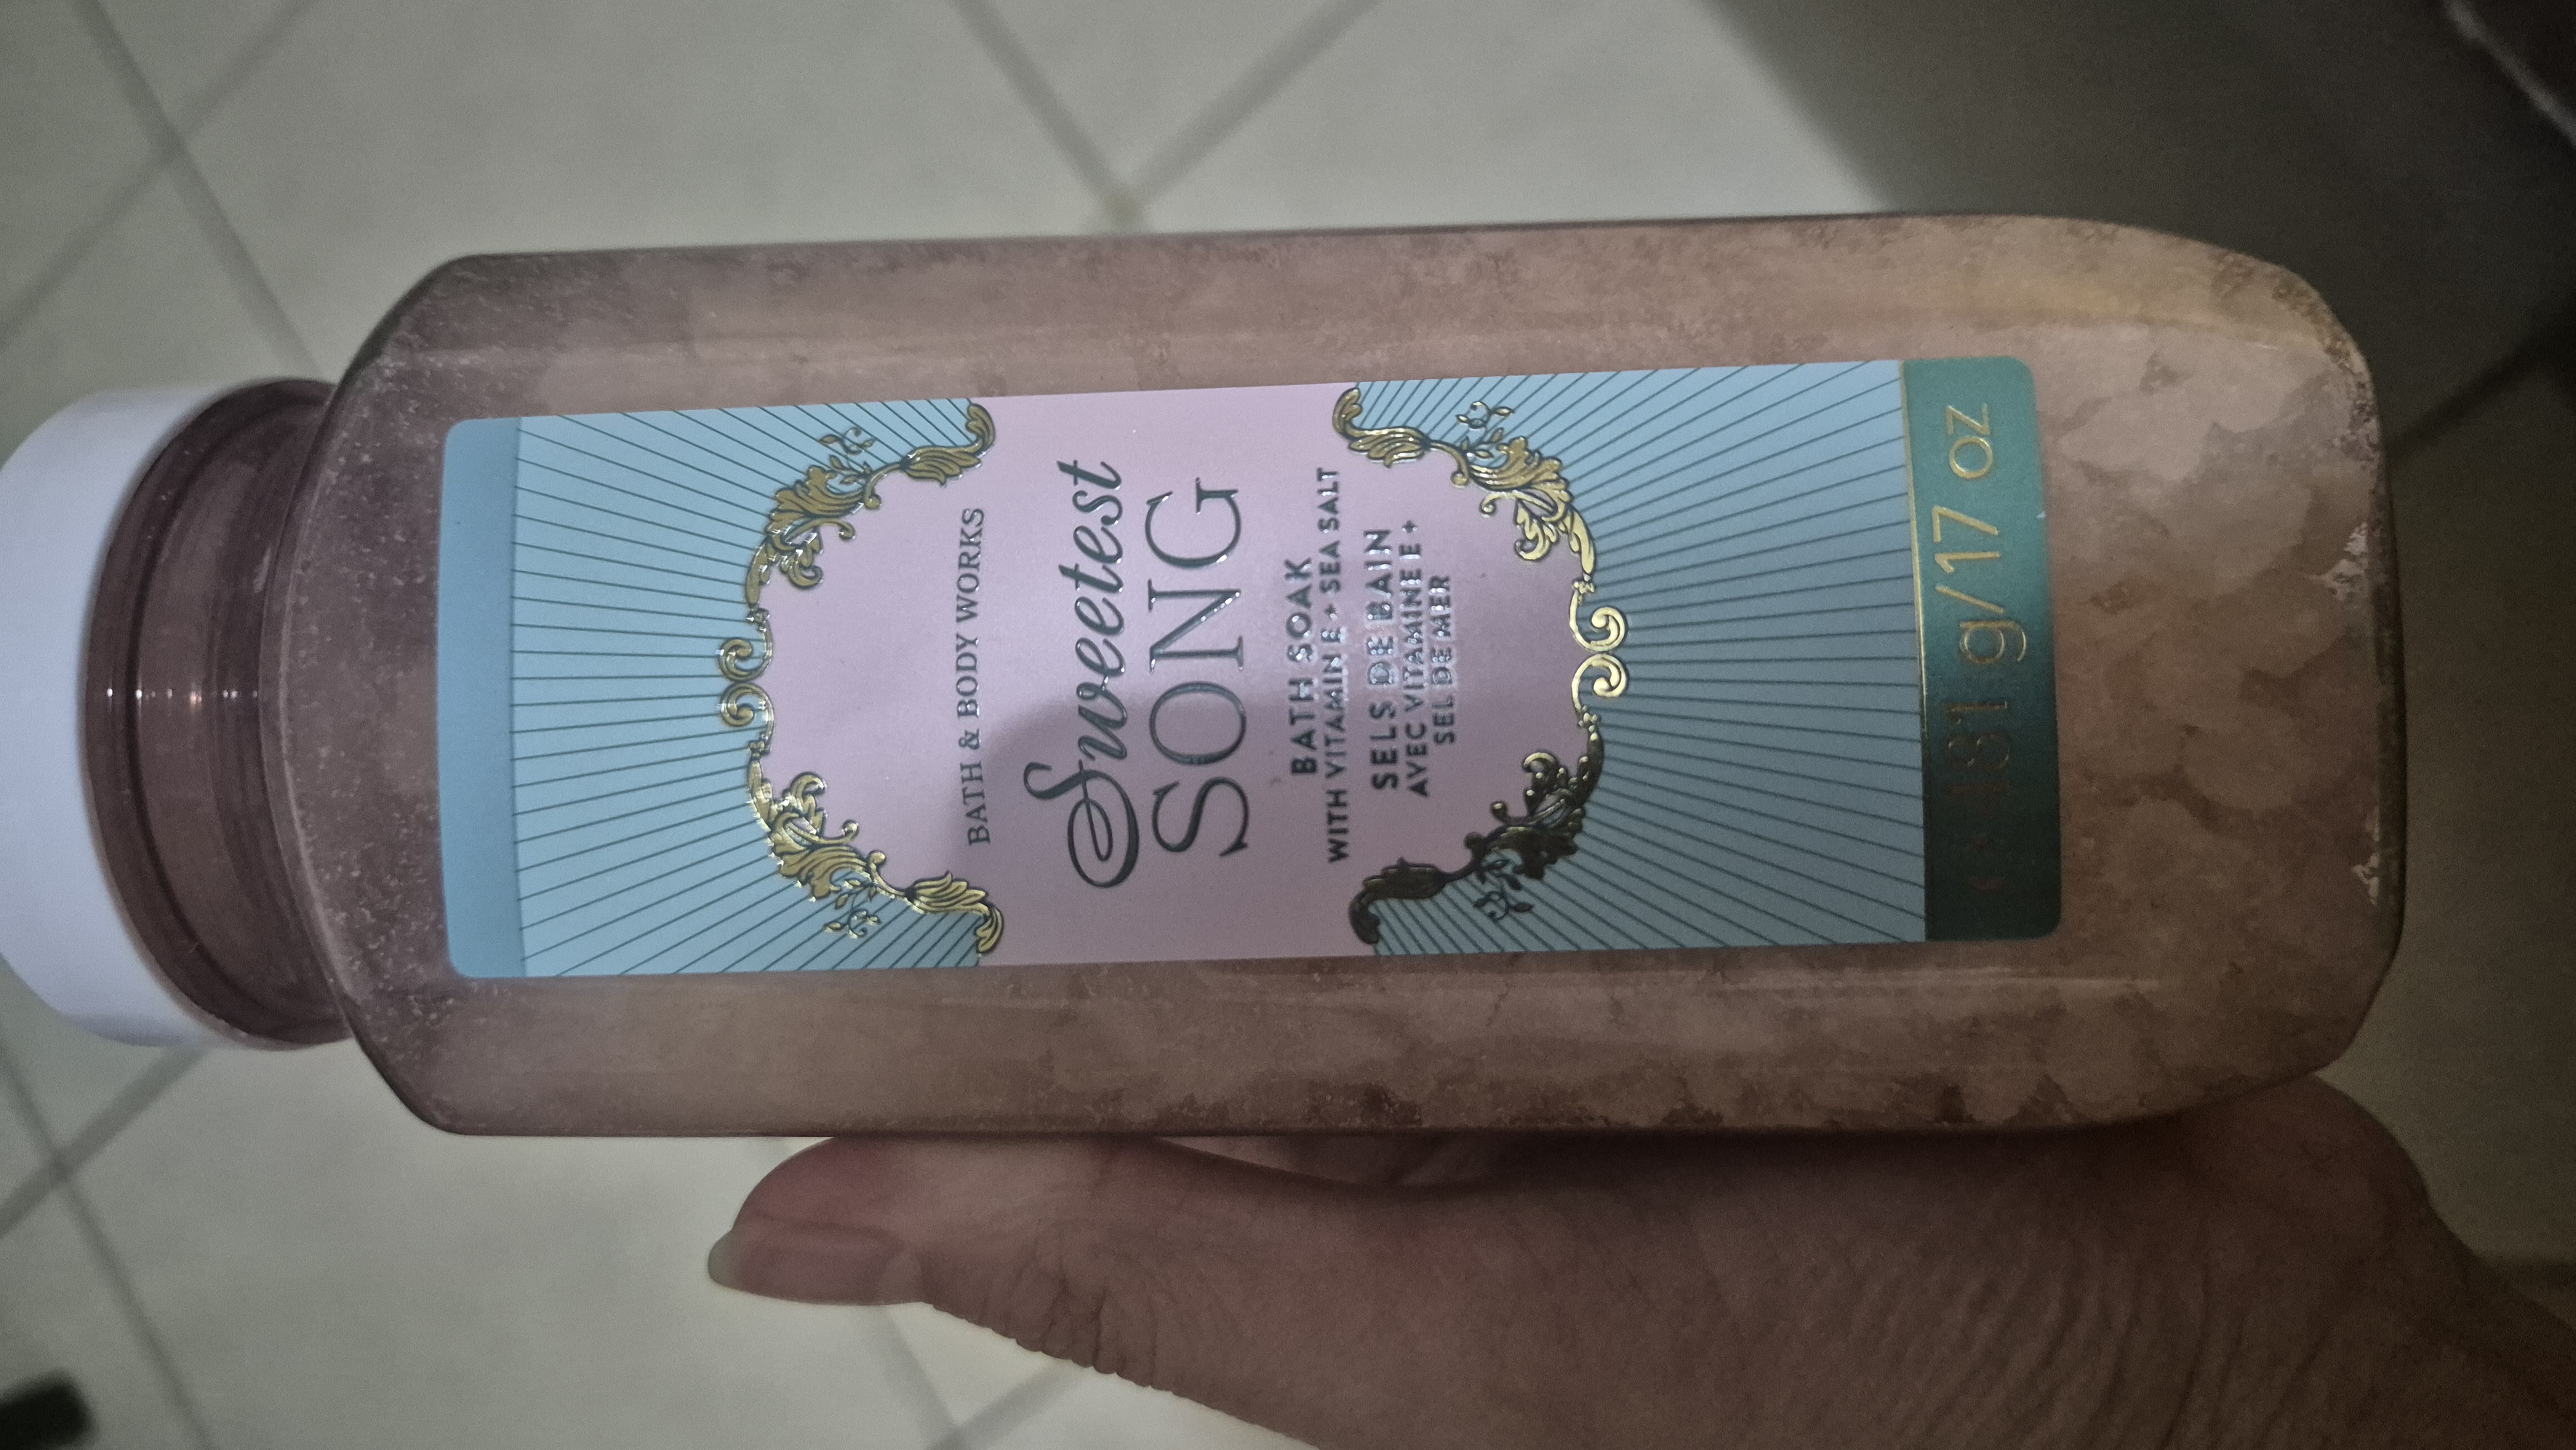 BATH & BODY WORKS
Sweetest
SONG
BATH SOAK
WITH VITAMIN E + SEA SALT
SELS DE BAIN
AVEC VITAMINE E +
SEL DE MER
481 g/17 oz